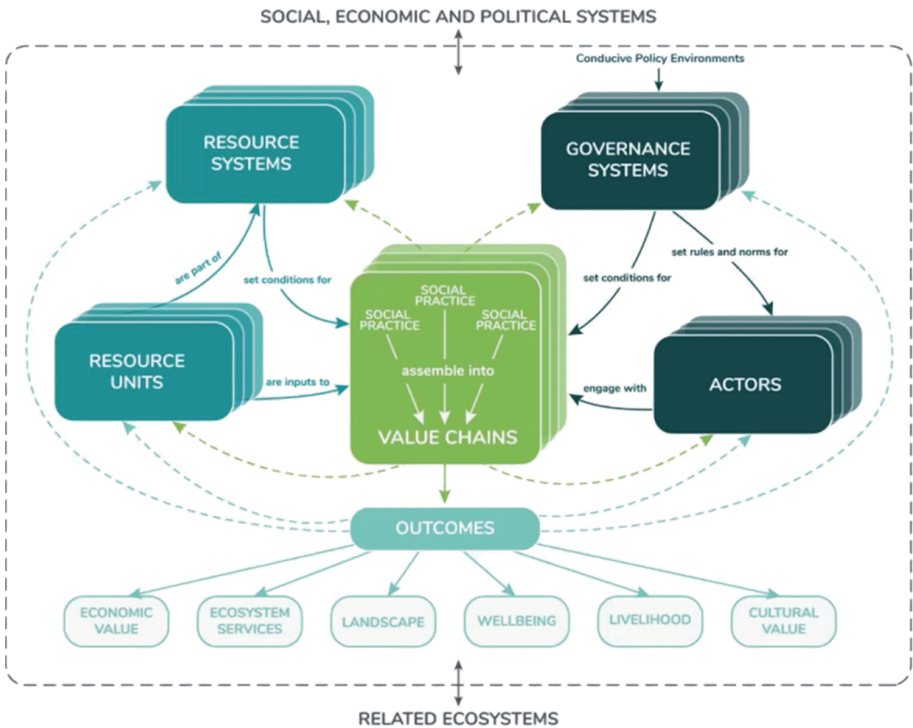 SOCIAL, ECONOMIC AND POLITICAL SYSTEMS
Conducive Policy Environments
RESOURCE
SYSTEMS
GOVERNANCE
SYSTEMS
are part of
set conditions for
set conditions for
set rules and norms for
SOCIAL
PRACTICE
SOCIAL
PRACTICE
SOCIAL
PRACTICE
assemble into
VALUE CHAINS
RESOURCE
UNITS
are inputs to
engage with
ACTORS
OUTCOMES
ECONOMIC
VALUE
ECOSYSTEM
SERVICES
LANDSCAPE
WELLBEING
LIVELIHOOD
CULTURAL
VALUE
RELATED ECOSYSTEMS